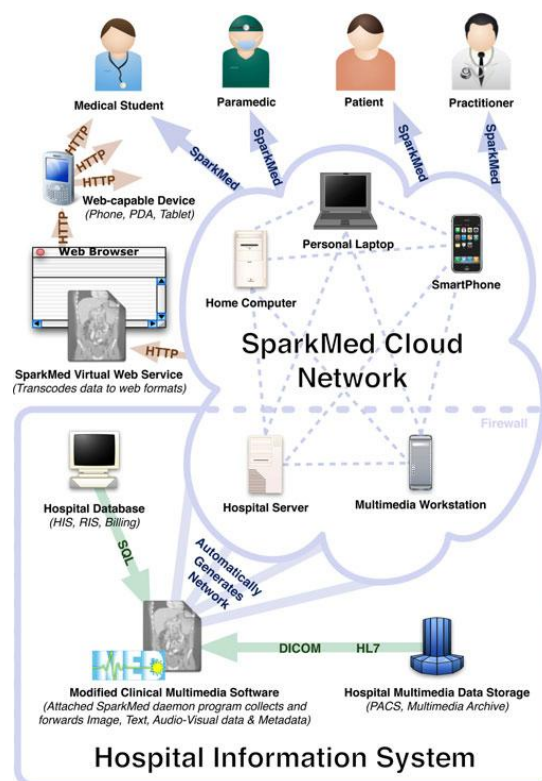 Medical Student
Paramedic
Patient
Practitioner
HTTP
HTTP
HTTP
SparkMed
SparkMed
SparkMed
SparkMed
Web-capable Device
(Phone, PDA, Tablet)
HTTP
Web Browser
Personal Laptop
Home Computer
SmartPhone
HTTP
SparkMed Virtual Web Service
(Transcodes data to web formats)
SparkMed Cloud
Network
Firewall
Hospital Database
(HIS, RIS, Billing)
Hospital Server
Multimedia Workstation
SQL
Automatically
Generates
Network
MED
DICOM HL7
Modified Clinical Multimedia Software
(Attached SparkMed daemon program collects and
forwards Image, Text, Audio-Visual data & Metadata)
Hospital Multimedia Data Storage
(PACS, Multimedia Archive)
Hospital Information System